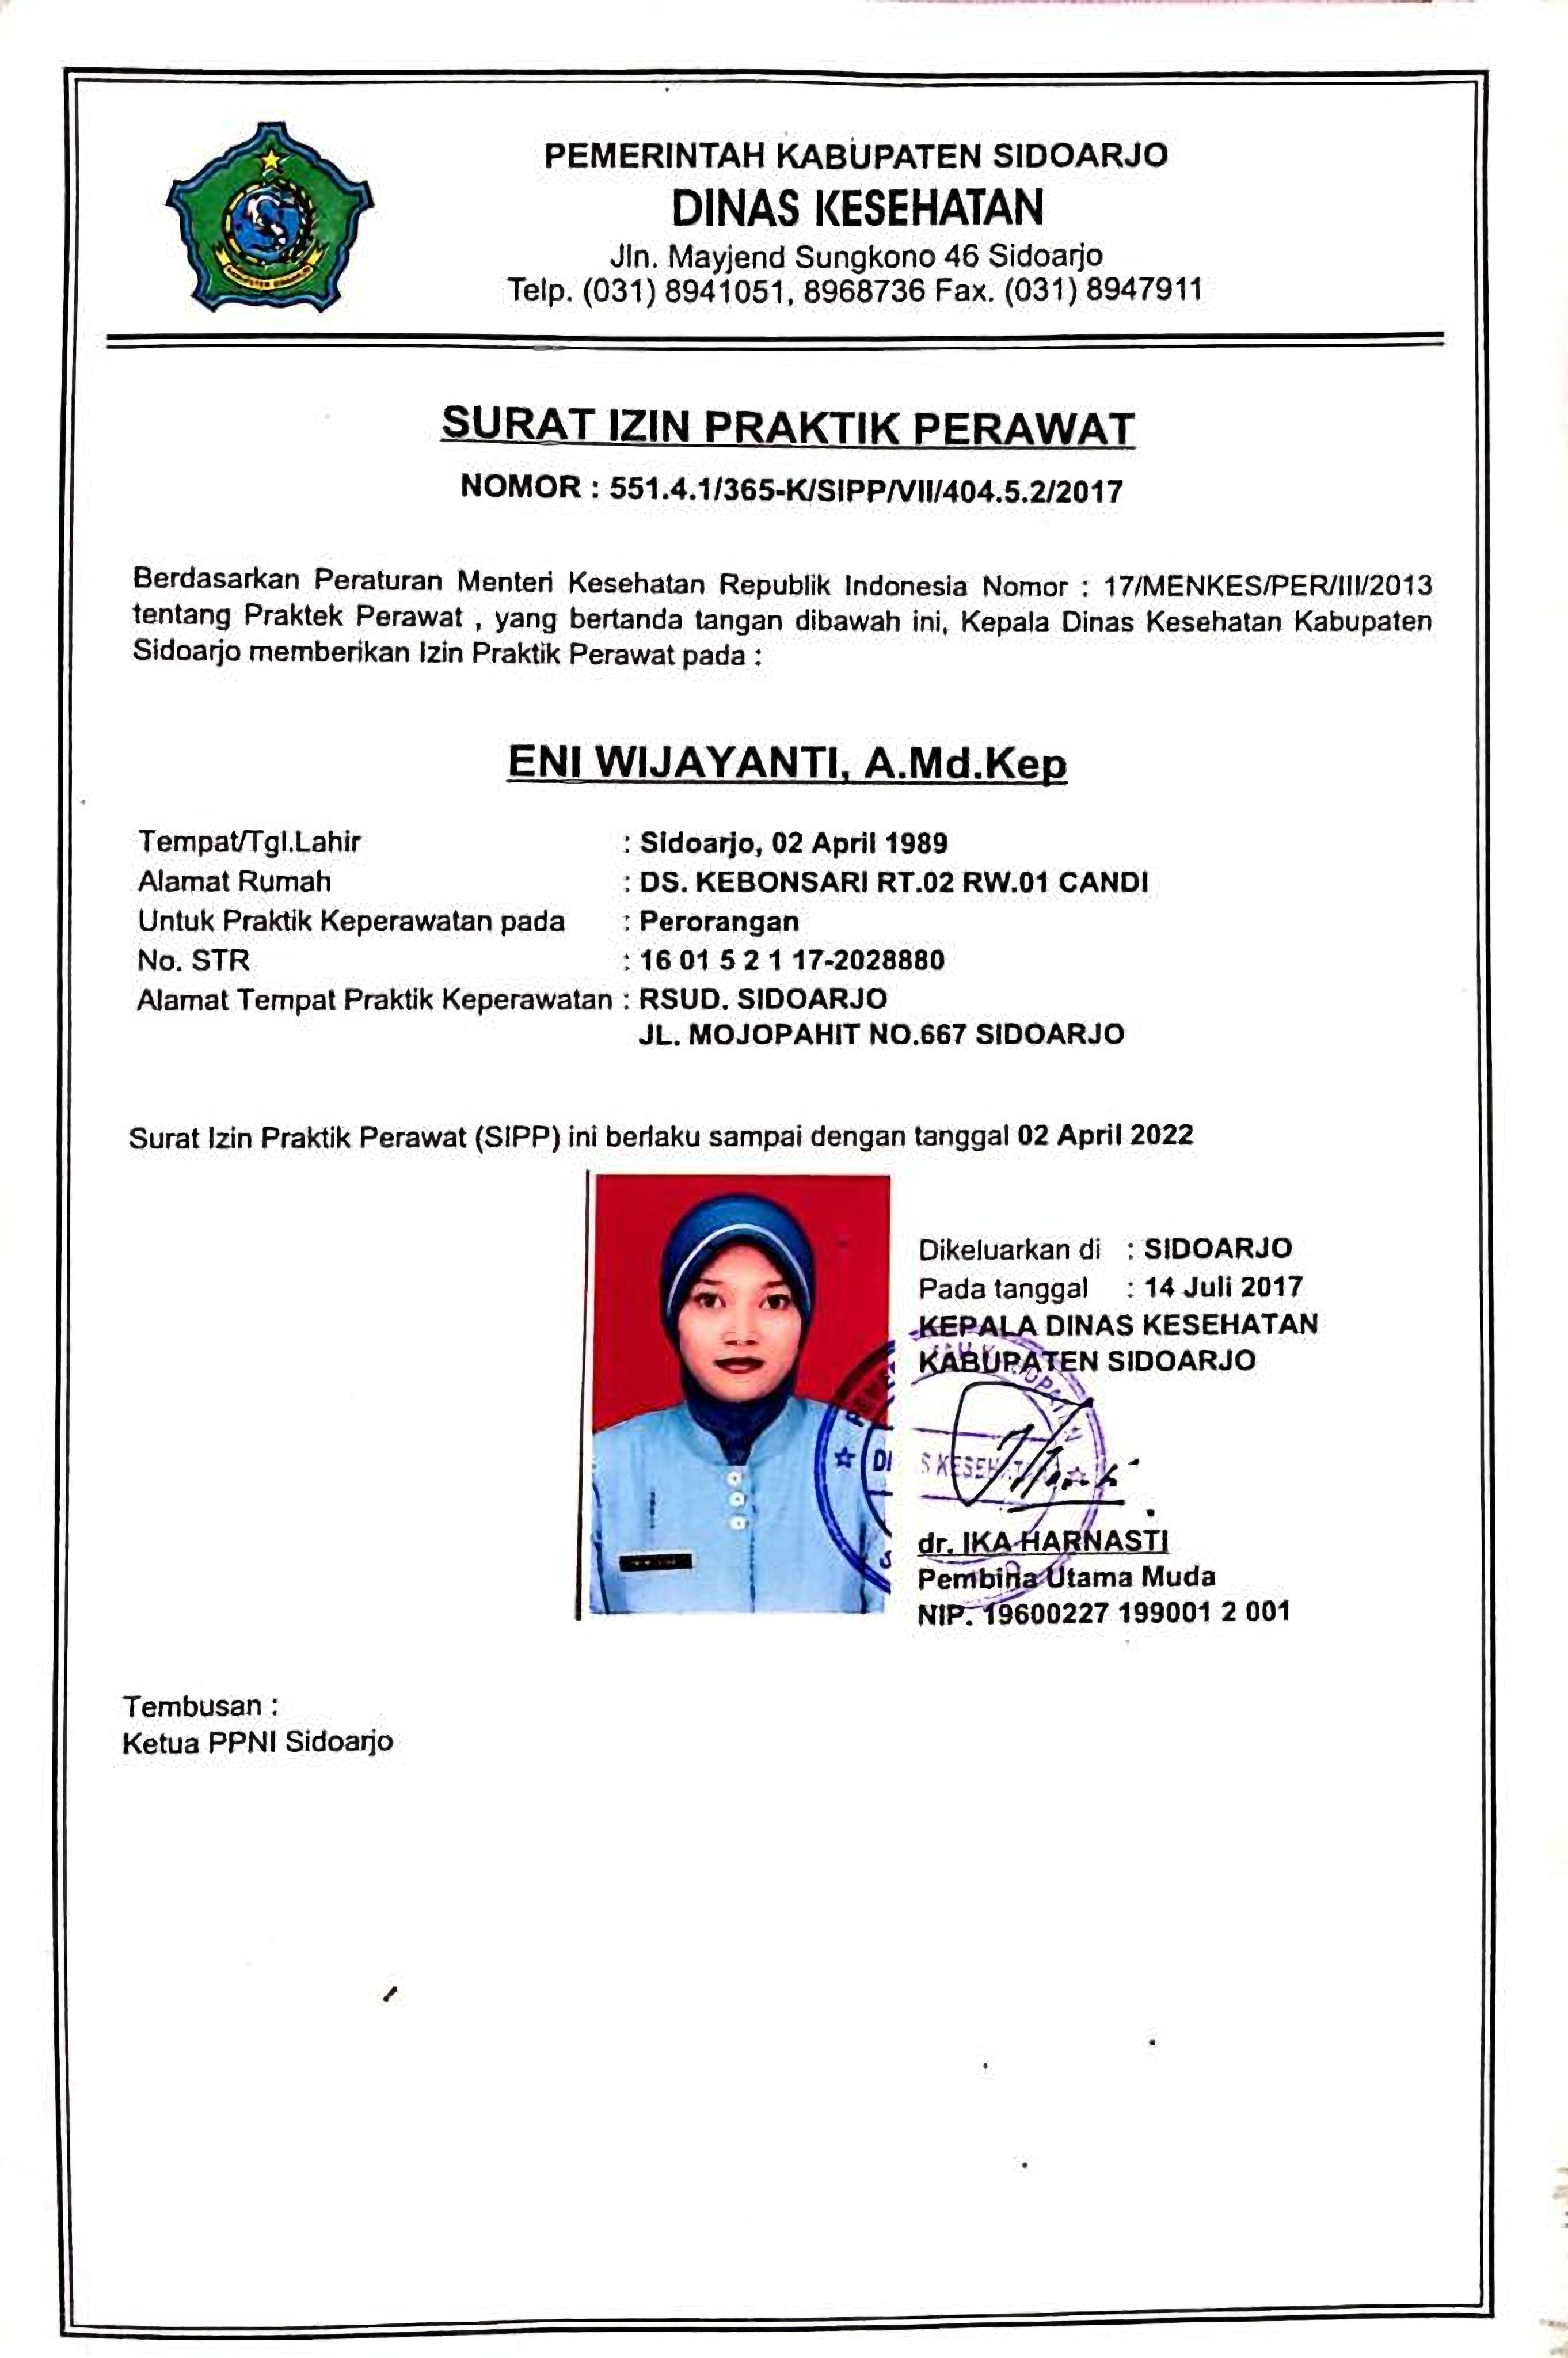 PEMERINTAH KABUPATEN SIDOARJO
DINAS KESEHATAN
Jln. Mayjend Sungkono 46 Sidoarjo
Telp. (031) 8941051, 8968736 Fax. (031) 8947911
SURAT IZIN PRAKTIK PERAWAT
NOMOR : 551.4.1/365-K/SIPP/VII/404.5.2/2017
Berdasarkan Peraturan Menteri Kesehatan Republik Indonesia Nomor : 17/MENKES/PER/III/2013
tentang Praktek Perawat , yang bertanda tangan dibawah ini, Kepala Dinas Kesehatan Kabupaten
Sidoarjo memberikan Izin Praktik Perawat pada :
ENI WIJAYANTI, A.Md.Kep
Tempat/Tgl.Lahir : Sidoarjo, 02 April 1989
Alamat Rumah : DS. KEBONSARI RT.02 RW.01 CANDI
Untuk Praktik Keperawatan pada : Perorangan
No. STR : 16 01 5 2 1 17-2028880
Alamat Tempat Praktik Keperawatan : RSUD. SIDOARJO
JL. MOJOPAHIT NO.667 SIDOARJO
Surat Izin Praktik Perawat (SIPP) ini berlaku sampai dengan tanggal 02 April 2022
Dikeluarkan di : SIDOARJO
Pada tanggal : 14 Juli 2017
KEPALA DINAS KESEHATAN
KABUPATEN SIDOARJO
dr. IKA HARNASTI
Pembina Utama Muda
NIP. 19600227 199001 2 001
Tembusan :
Ketua PPNI Sidoarjo